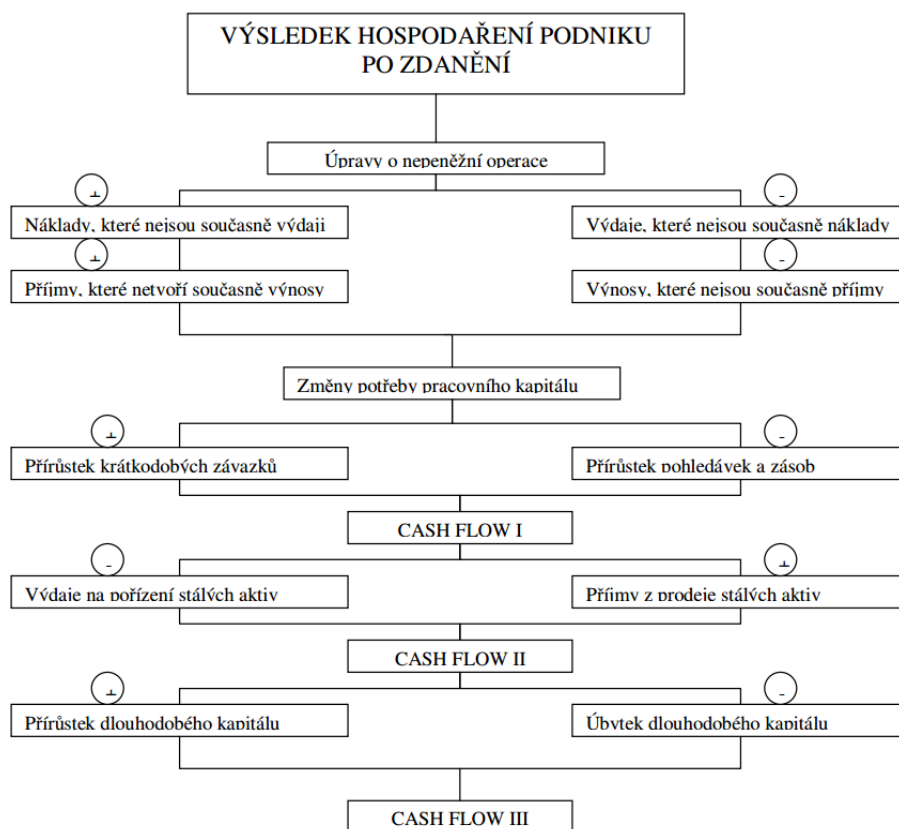 VÝSLEDEK HOSPODAŘENÍ PODNIKU
PO ZDANĚNÍ
Úpravy o nepeněžní operace
+
-
Náklady, které nejsou současně výdaji
Výdaje, které nejsou současně náklady
+
-
Příjmy, které netvoří současně výnosy
Výnosy, které nejsou současně příjmy
Změny potřeby pracovního kapitálu
+
-
Přírůstek krátkodobých závazků
Přírůstek pohledávek a zásob
CASH FLOW I
-
+
Výdaje na pořízení stálých aktiv
Příjmy z prodeje stálých aktiv
CASH FLOW II
+
-
Přírůstek dlouhodobého kapitálu
Úbytek dlouhodobého kapitálu
CASH FLOW III